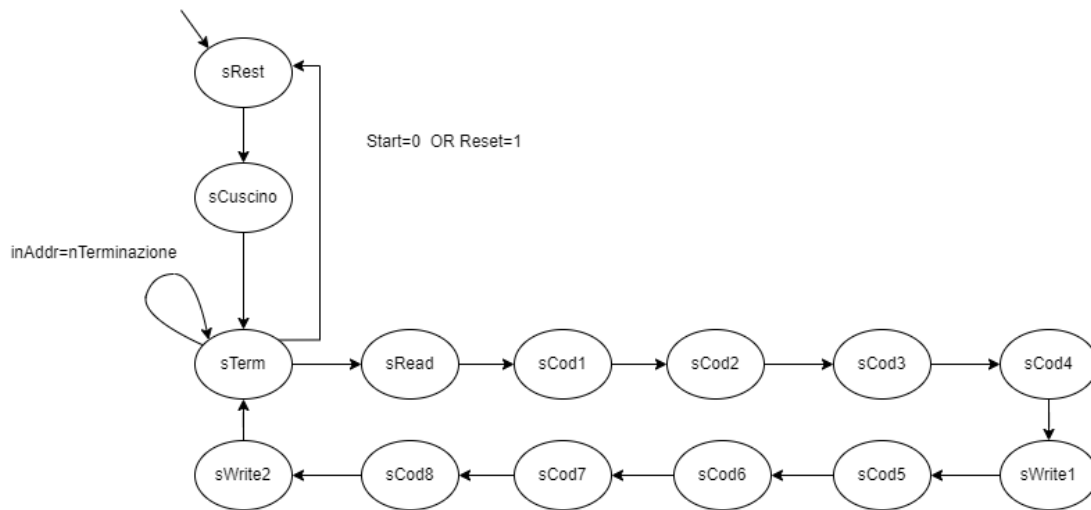 sRest
Start=0 OR Reset=1
sCuscino
inAddr=nTerminazione
sTerm
sRead
sCod1
sCod2
sCod3
sCod4
sWrite2
sCod8
sCod7
sCod6
sCod5
sWrite1